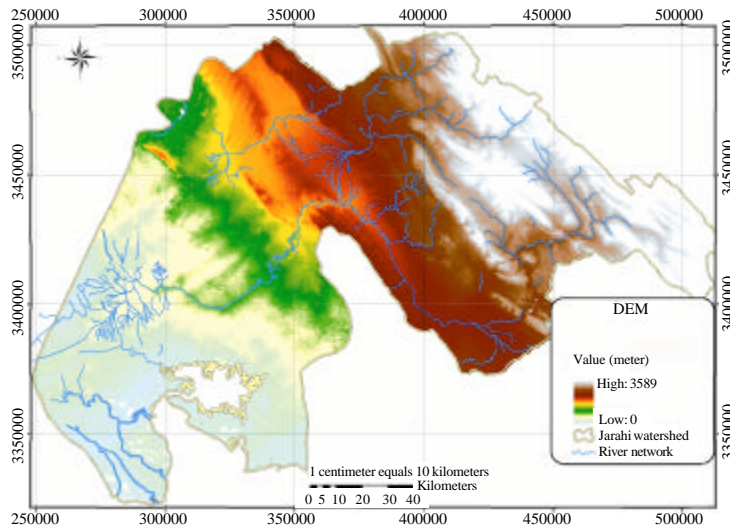 250000 300000 350000 400000 450000 500000
3500000 3500000
3450000 3450000
3400000 3400000
3350000 3350000
DEM
Value (meter)
High: 3589
Low: 0
Jarahi watershed
River network
1 centimeter equals 10 kilometers
Kilometers
0 5 10 20 30 40
250000 300000 350000 400000 450000 500000